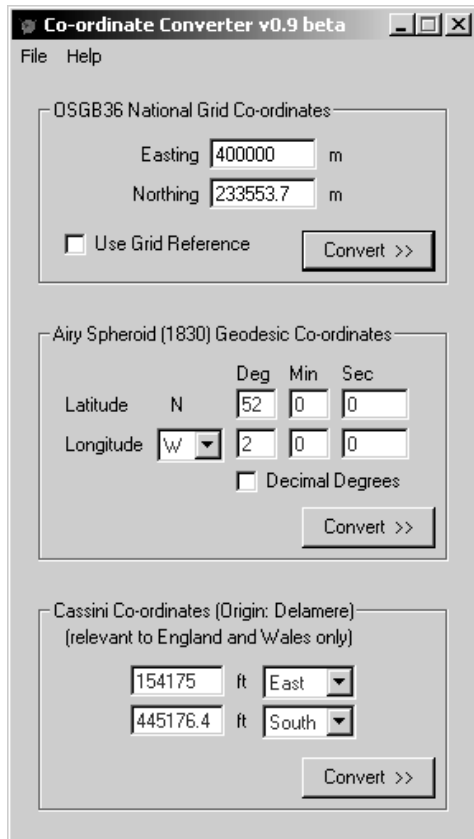 Co-ordinate Converter v0.9 beta
File Help
OSGB36 National Grid Co-ordinates
Easting 400000 m
Northing 233553.7 m
Use Grid Reference Convert >>
Airy Spheroid (1830) Geodesic Co-ordinates
Deg Min Sec
Latitude N 52 0 0
Longitude W 2 0 0
Decimal Degrees
Convert >>
Cassini Co-ordinates (Origin: Delamere)
(relevant to England and Wales only)
154175 ft East
445176.4 ft South
Convert >>